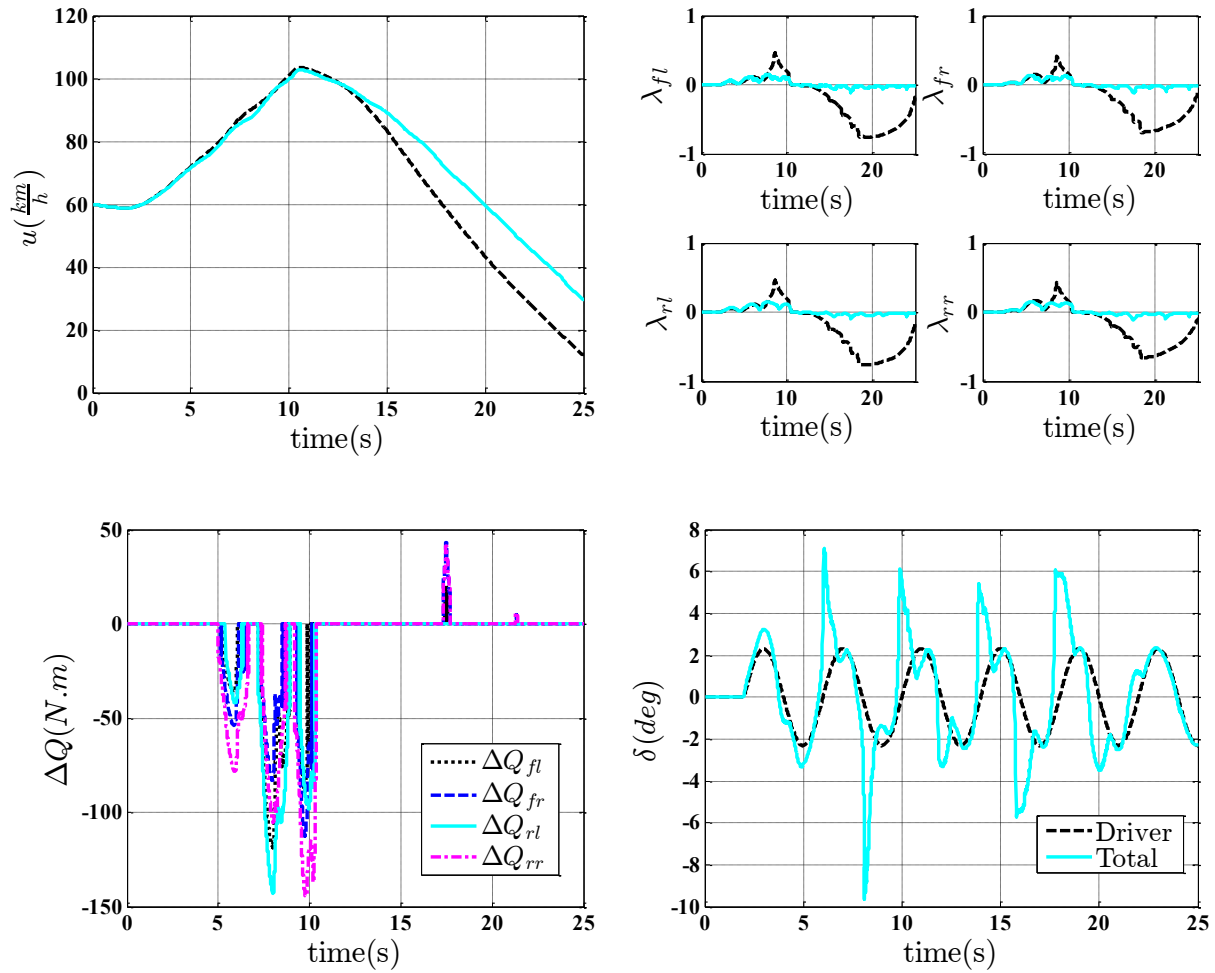 120
100
80
60
40
20
0
0 5 10 15 20 25
time(s)
u(km/h)
1
0
-1
0 10 20
time(s)
λfl
1
0
-1
0 10 20
time(s)
λfr
1
0
-1
0 10 20
time(s)
λrl
1
0
-1
0 10 20
time(s)
λrr
50
0
-50
-100
-150
0 5 10 15 20 25
time(s)
ΔQ(N.m)
ΔQfl
ΔQfr
ΔQrl
ΔQrr
8
6
4
2
0
-2
-4
-6
-8
-10
0 5 10 15 20 25
time(s)
δ(deg)
Driver
Total